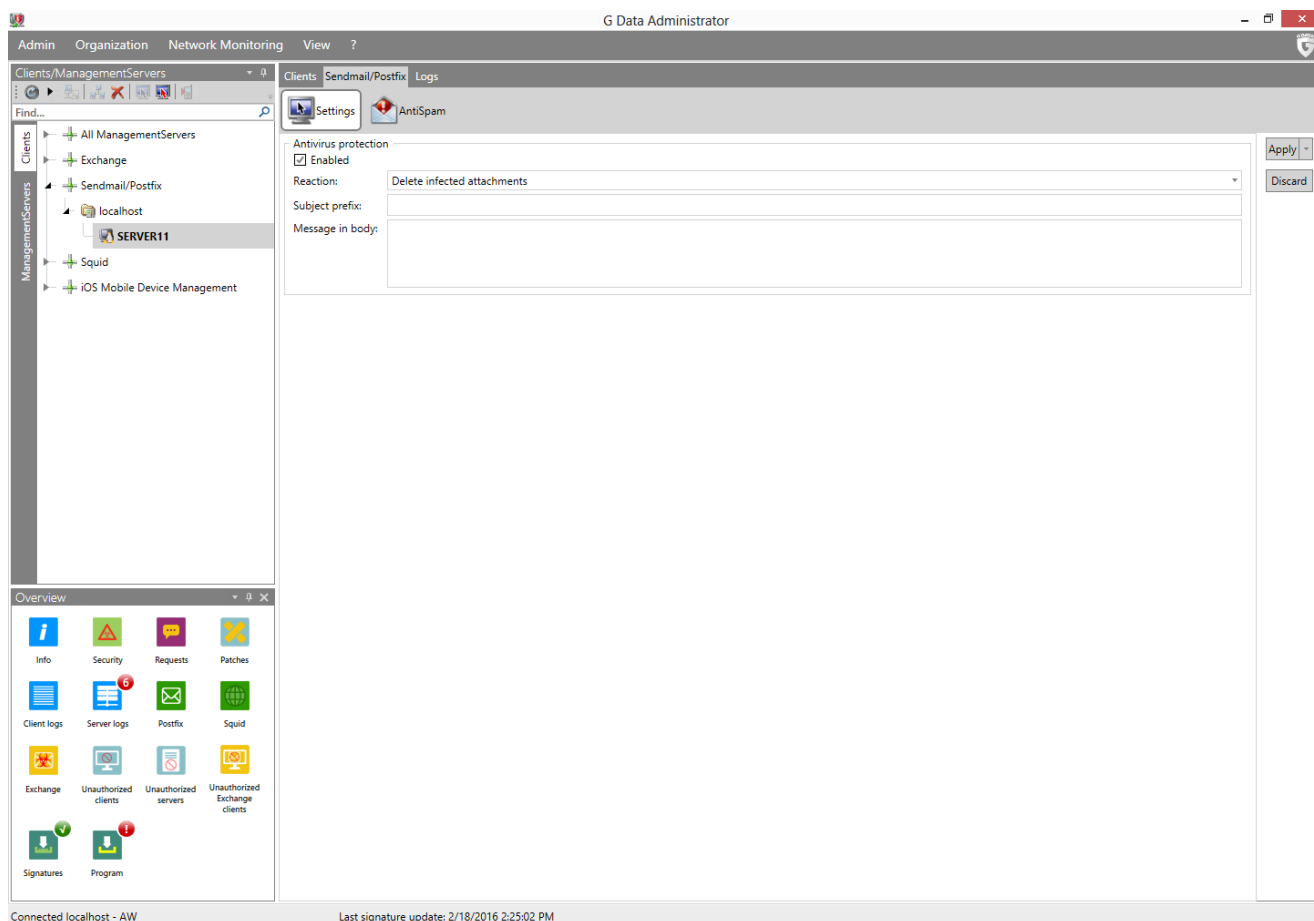 G Data Administrator
Admin Organization Network Monitoring View ?
Clients/ManagementServers
Find...
Clients
ManagementServers
All ManagementServers
Exchange
Sendmail/Postfix
localhost
SERVER11
Squid
iOS Mobile Device Management
Clients Sendmail/Postfix Logs
Settings AntiSpam
Antivirus protection
Enabled
Reaction: Delete infected attachments
Subject prefix:
Message in body:
Apply
Discard
Overview
Info Security Requests Patches
6
Client logs Server logs Postfix Squid
Exchange Unauthorized clients Unauthorized servers Unauthorized Exchange clients
Signatures Program
Connected localhost - AW Last signature update: 2/18/2016 2:25:02 PM